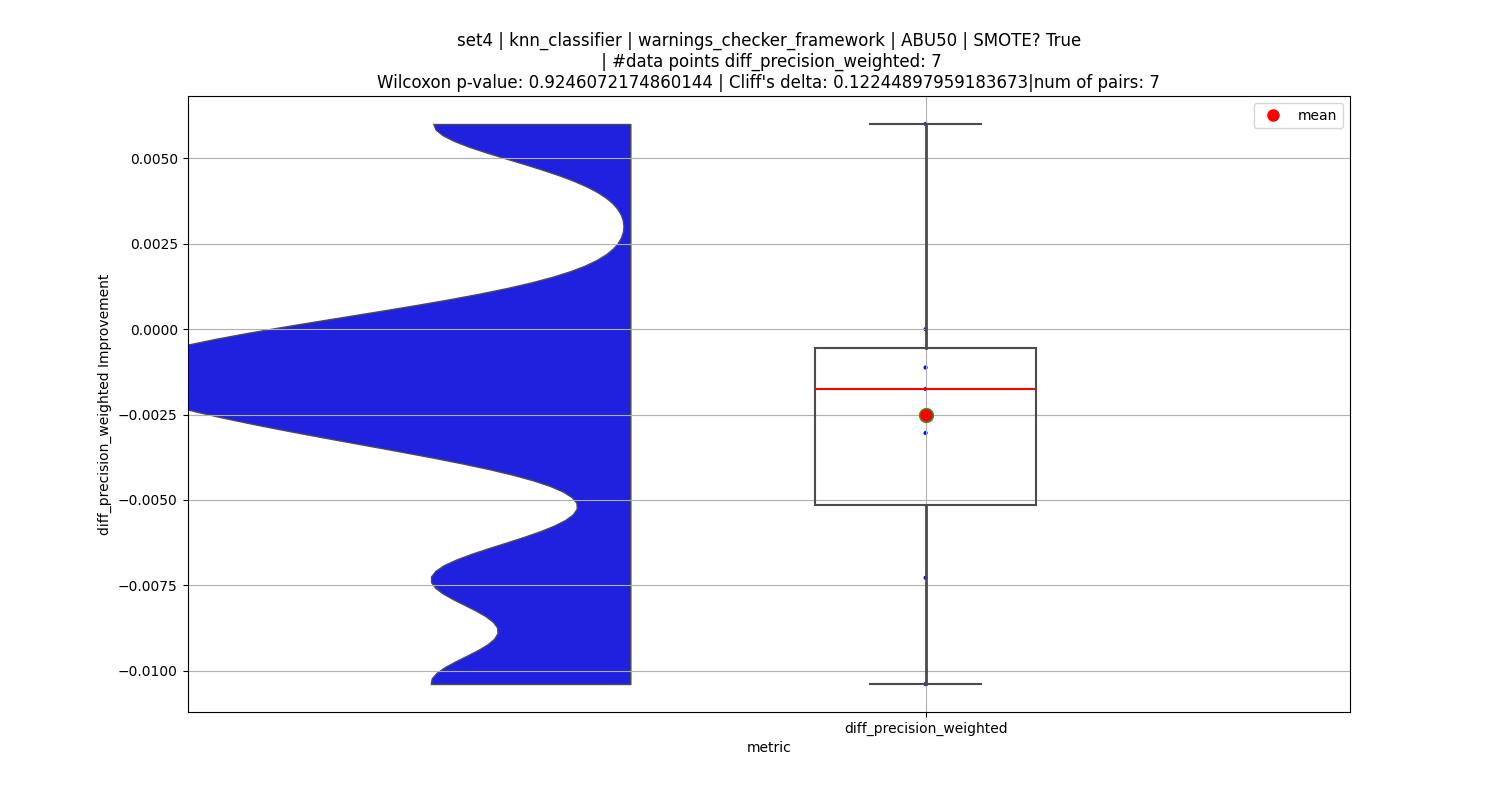 set4 | knn_classifier | warnings_checker_framework | ABU50 | SMOTE? True
| #data points diff_precision_weighted: 7
Wilcoxon p-value: 0.9246072174860144 | Cliff's delta: 0.12244897959183673|num of pairs: 7
mean
0.0050
0.0025
0.0000
−0.0025
−0.0050
−0.0075
−0.0100
diff_precision_weighted Improvement
diff_precision_weighted
metric